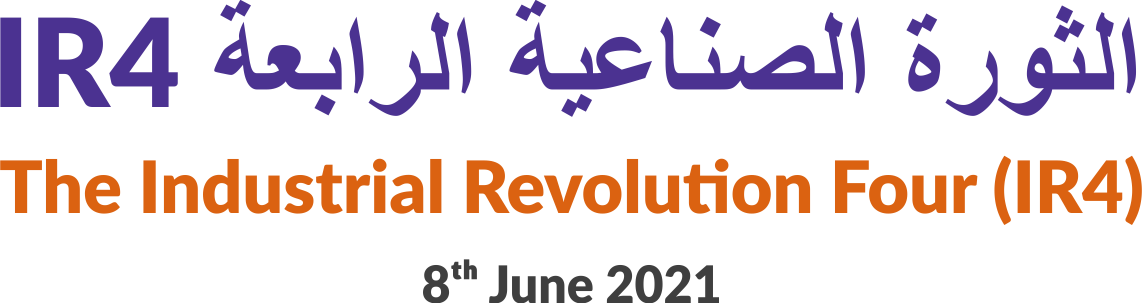 الثورة الصناعية الرابعة IR4
The Industrial Revolution Four (IR4)
8th June 2021